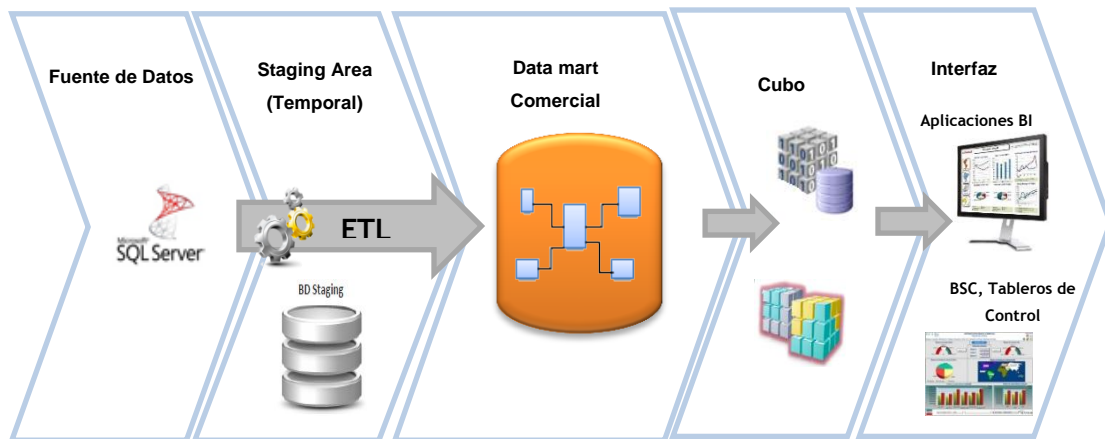 Fuente de Datos
Staging Area
(Temporal)
Data mart
Comercial
Cubo
Interfaz
Aplicaciones BI
Microsoft
SQL Server
ETL
BD Staging
BSC, Tableros de
Control